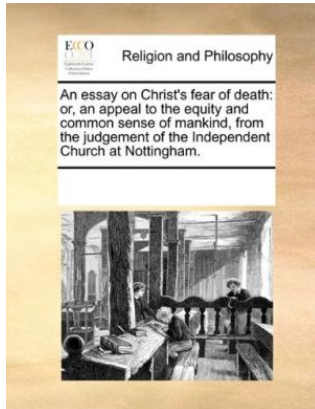 ECCO
Religion and Philosophy
An essay on Christ's fear of death:
or, an appeal to the equity and
common sense of mankind, from
the judgement of the Independent
Church at Nottingham.